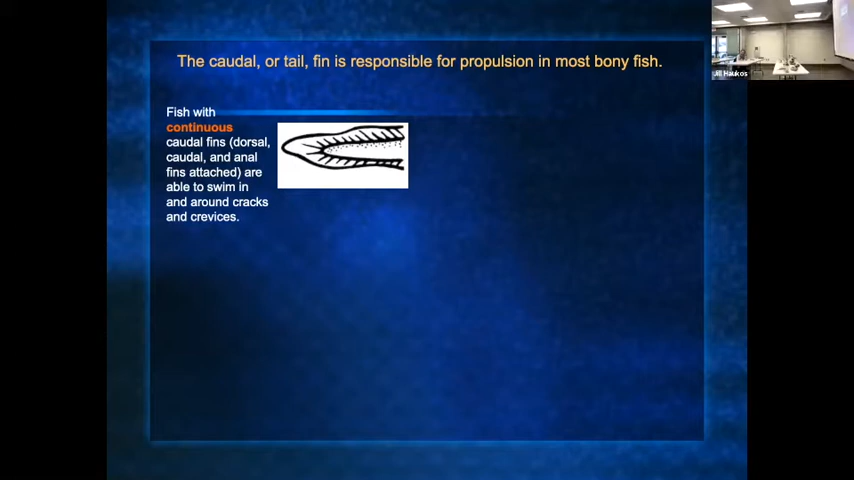 The caudal, or tail, fin is responsible for propulsion in most bony fish.
Fish with
continuous
caudal fins (dorsal,
caudal, and anal
fins attached) are
able to swim in
and around cracks
and crevices.
Jill Haukos